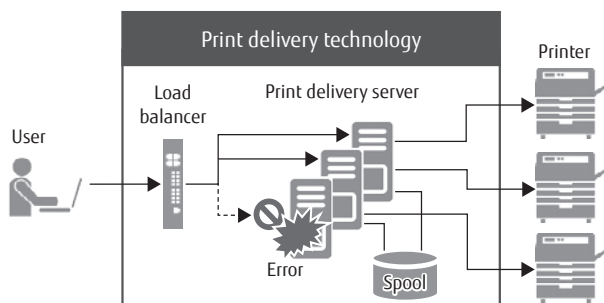 Print delivery technology
Printer
Load
balancer
Print delivery server
User
Error
Spool